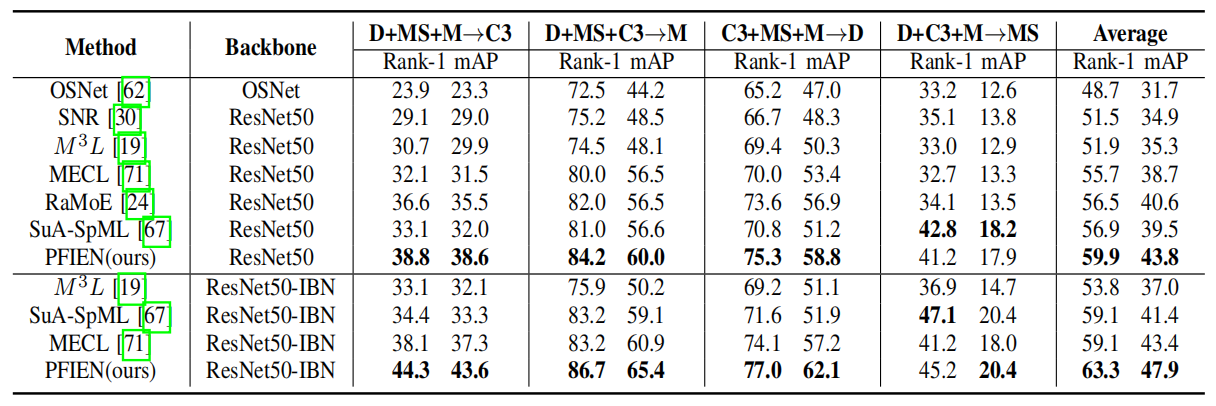 Method Backbone D+MS+M→C3 D+MS+C3→M C3+MS+M→D D+C3+M→MS Average
Rank-1 mAP Rank-1 mAP Rank-1 mAP Rank-1 mAP Rank-1 mAP
OSNet [62] OSNet 23.9 23.3 72.5 44.2 65.2 47.0 33.2 12.6 48.7 31.7
SNR [30] ResNet50 29.1 29.0 75.2 48.5 66.7 48.3 35.1 13.8 51.5 34.9
M³L [19] ResNet50 30.7 29.9 74.5 48.1 69.4 50.3 33.0 12.9 51.9 35.3
MECL [71] ResNet50 32.1 31.5 80.0 56.5 70.0 53.4 32.7 13.3 55.7 38.7
RaMoE [24] ResNet50 36.6 35.5 82.0 56.5 73.6 56.9 34.1 13.5 56.5 40.6
SuA-SpML [67] ResNet50 33.1 32.0 81.0 56.6 70.8 51.2 42.8 18.2 56.9 39.5
PFIEN(ours) ResNet50 38.8 38.6 84.2 60.0 75.3 58.8 41.2 17.9 59.9 43.8
M³L [19] ResNet50-IBN 33.1 32.1 75.9 50.2 69.2 51.1 36.9 14.7 53.8 37.0
SuA-SpML [67] ResNet50-IBN 34.4 33.3 83.2 59.1 71.6 51.9 47.1 20.4 59.1 41.4
MECL [71] ResNet50-IBN 38.1 37.3 83.2 60.9 74.1 57.2 41.2 18.0 59.1 43.4
PFIEN(ours) ResNet50-IBN 44.3 43.6 86.7 65.4 77.0 62.1 45.2 20.4 63.3 47.9